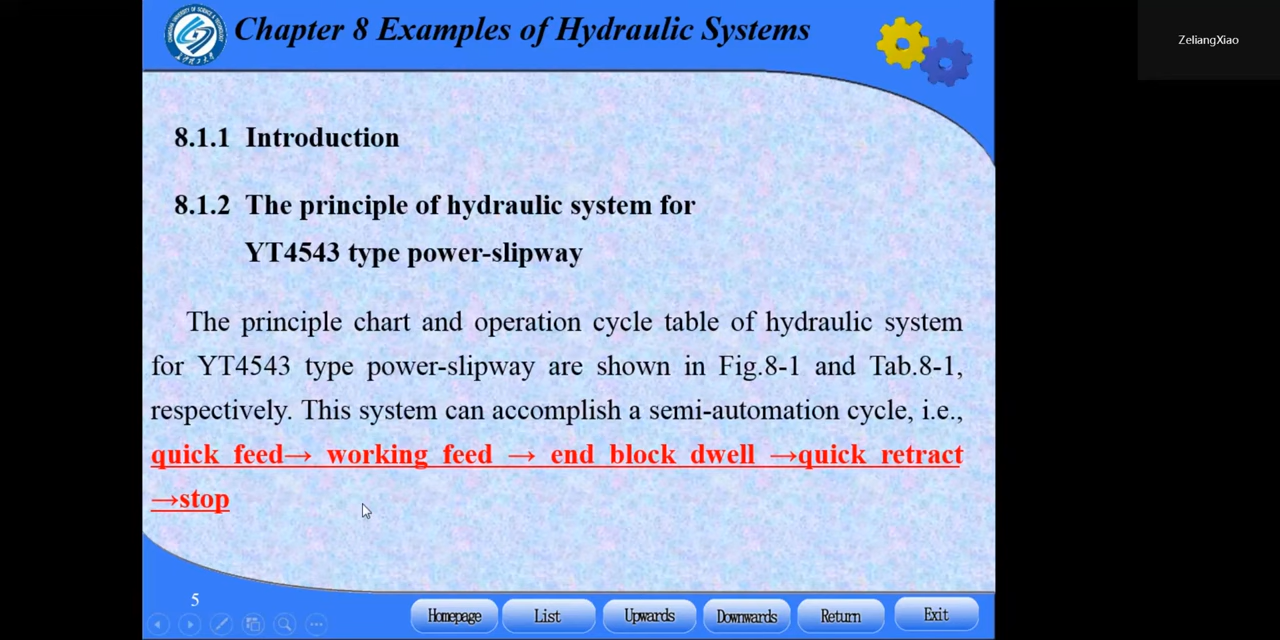 Chapter 8 Examples of Hydraulic Systems
ZeliangXiao
8.1.1 Introduction
8.1.2 The principle of hydraulic system for
YT4543 type power-slipway
The principle chart and operation cycle table of hydraulic system
for YT4543 type power-slipway are shown in Fig.8-1 and Tab.8-1,
respectively. This system can accomplish a semi-automation cycle, i.e.,
quick feed→ working feed → end block dwell →quick retract
→stop
5
Homepage
List
Upwards
Downwards
Return
Exit